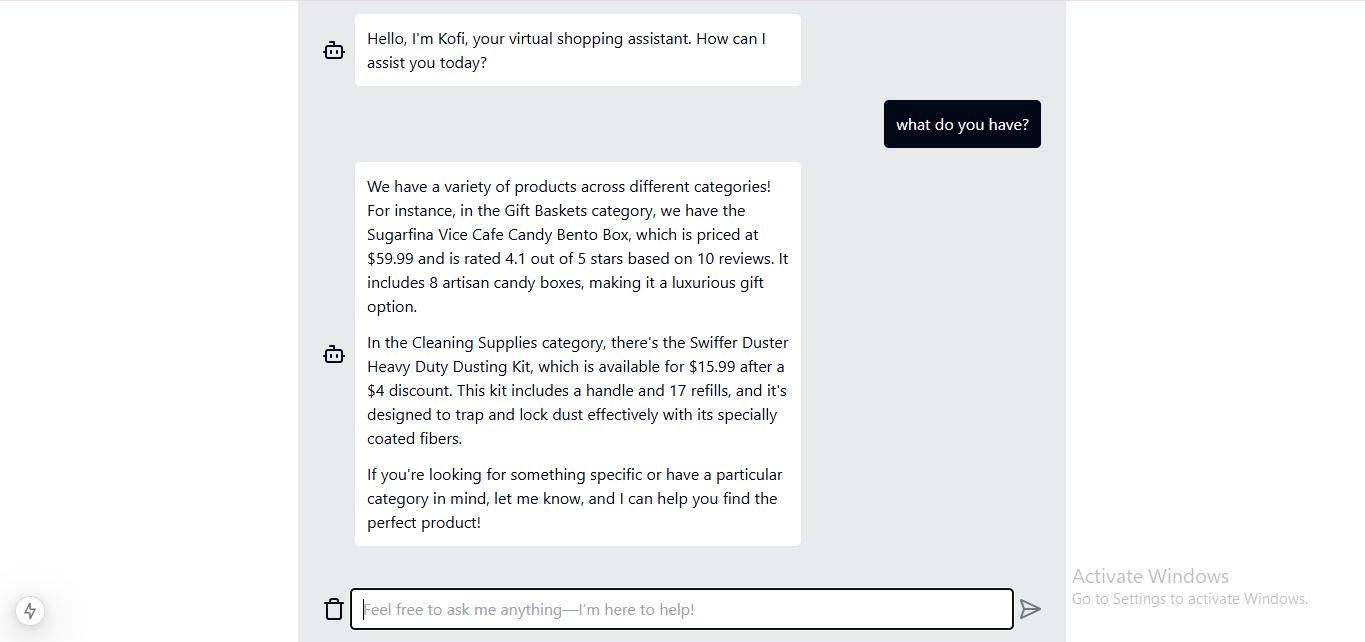 Hello, I'm Kofi, your virtual shopping assistant. How can I
assist you today?
what do you have?
We have a variety of products across different categories!
For instance, in the Gift Baskets category, we have the
Sugarfina Vice Cafe Candy Bento Box, which is priced at
$59.99 and is rated 4.1 out of 5 stars based on 10 reviews. It
includes 8 artisan candy boxes, making it a luxurious gift
option.
In the Cleaning Supplies category, there's the Swiffer Duster
Heavy Duty Dusting Kit, which is available for $15.99 after a
$4 discount. This kit includes a handle and 17 refills, and it's
designed to trap and lock dust effectively with its specially
coated fibers.
If you're looking for something specific or have a particular
category in mind, let me know, and I can help you find the
perfect product!
Feel free to ask me anything—I'm here to help!
Activate Windows
Go to Settings to activate Windows.